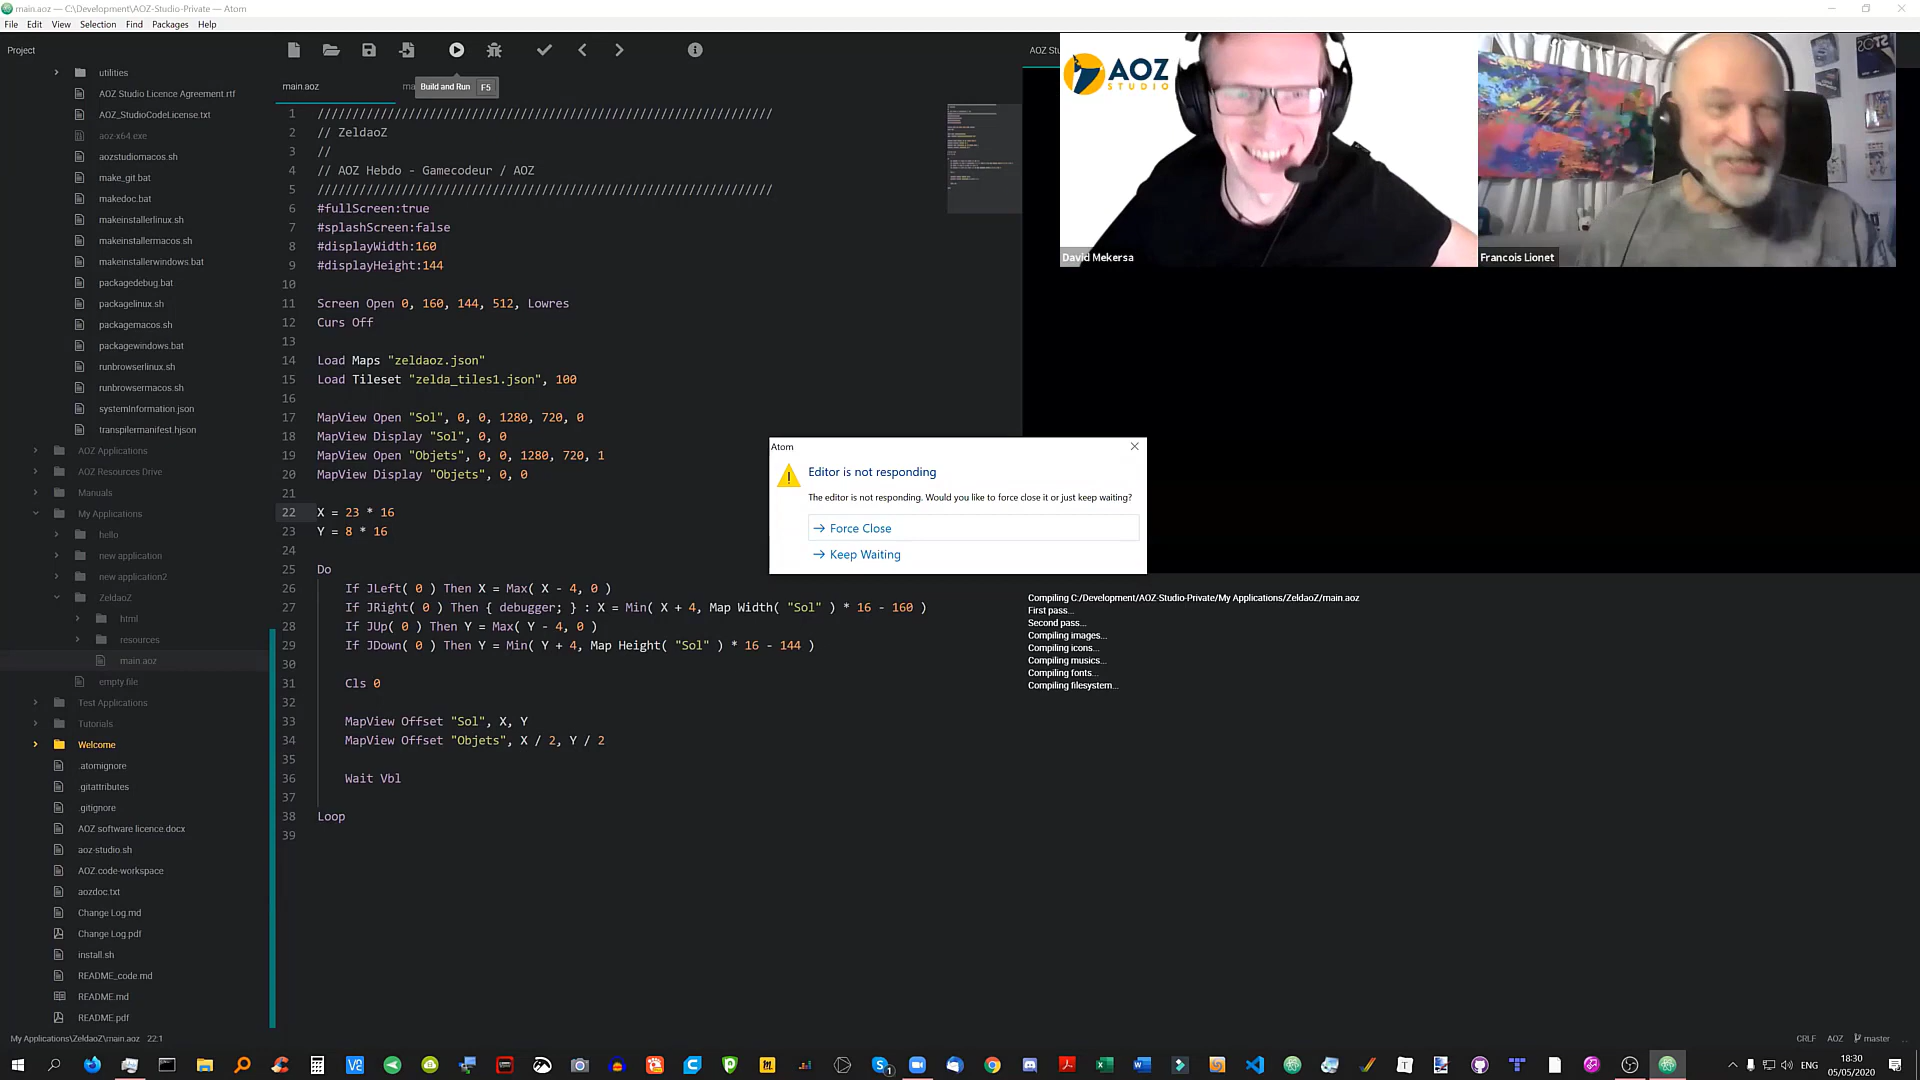 main.aoz — C:\Development\AOZ-Studio-Private — Atom
File Edit View Selection Find Packages Help
Project
utilities
AOZ Studio Licence Agreement.rtf
AOZ_StudioCodeLicense.txt
aoz-x64.exe
aozstudiomacos.sh
make_git.bat
makedoc.bat
makeinstallerlinux.sh
makeinstallermacos.sh
makeinstallerwindows.bat
packagedebug.bat
packagelinux.sh
packagemacos.sh
packagewindows.bat
runbrowserlinux.sh
runbrowsermacos.sh
systemInformation.json
transpilermanifest.hjson
AOZ Applications
AOZ Resources Drive
Manuals
My Applications
hello
new application
new application2
ZeldaoZ
html
resources
main.aoz
empty.file
Test Applications
Tutorials
Welcome
.atomignore
.gitattributes
.gitignore
AOZ software licence.docx
aoz-studio.sh
AOZ.code-workspace
aozdoc.txt
Change Log.md
Change Log.pdf
install.sh
README_code.md
README.md
README.pdf
main.aoz
ma
Build and Run F5
1 /////////////////////////////////////////////////////////////////
2 // ZeldaoZ
3 //
4 // AOZ Hebdo - Gamecodeur / AOZ
5 /////////////////////////////////////////////////////////////////
6 #fullScreen:true
7 #splashScreen:false
8 #displayWidth:160
9 #displayHeight:144
10
11 Screen Open 0, 160, 144, 512, Lowres
12 Curs Off
13
14 Load Maps "zeldaoz.json"
15 Load Tileset "zelda_tiles1.json", 100
16
17 MapView Open "Sol", 0, 0, 1280, 720, 0
18 MapView Display "Sol", 0, 0
19 MapView Open "Objets", 0, 0, 1280, 720, 1
20 MapView Display "Objets", 0, 0
21
22 X = 23 * 16
23 Y = 8 * 16
24
25 Do
26 If JLeft( 0 ) Then X = Max( X - 4, 0 )
27 If JRight( 0 ) Then { debugger; } : X = Min( X + 4, Map Width( "Sol" ) * 16 - 160 )
28 If JUp( 0 ) Then Y = Max( Y - 4, 0 )
29 If JDown( 0 ) Then Y = Min( Y + 4, Map Height( "Sol" ) * 16 - 144 )
30
31 Cls 0
32
33 MapView Offset "Sol", X, Y
34 MapView Offset "Objets", X / 2, Y / 2
35
36 Wait Vbl
37
38 Loop
39
AOZ Stu
AOZ
STUDIO
David Mekersa
Francois Lionet
Atom
Editor is not responding
The editor is not responding. Would you like to force close it or just keep waiting?
Force Close
Keep Waiting
Compiling C:/Development/AOZ-Studio-Private/My Applications/ZeldaoZ/main.aoz
First pass...
Second pass...
Compiling images...
Compiling icons...
Compiling musics...
Compiling fonts...
Compiling filesystem...
My Applications\ZeldaoZ\main.aoz 22:1
CRLF AOZ master
ENG
18:30
05/05/2020